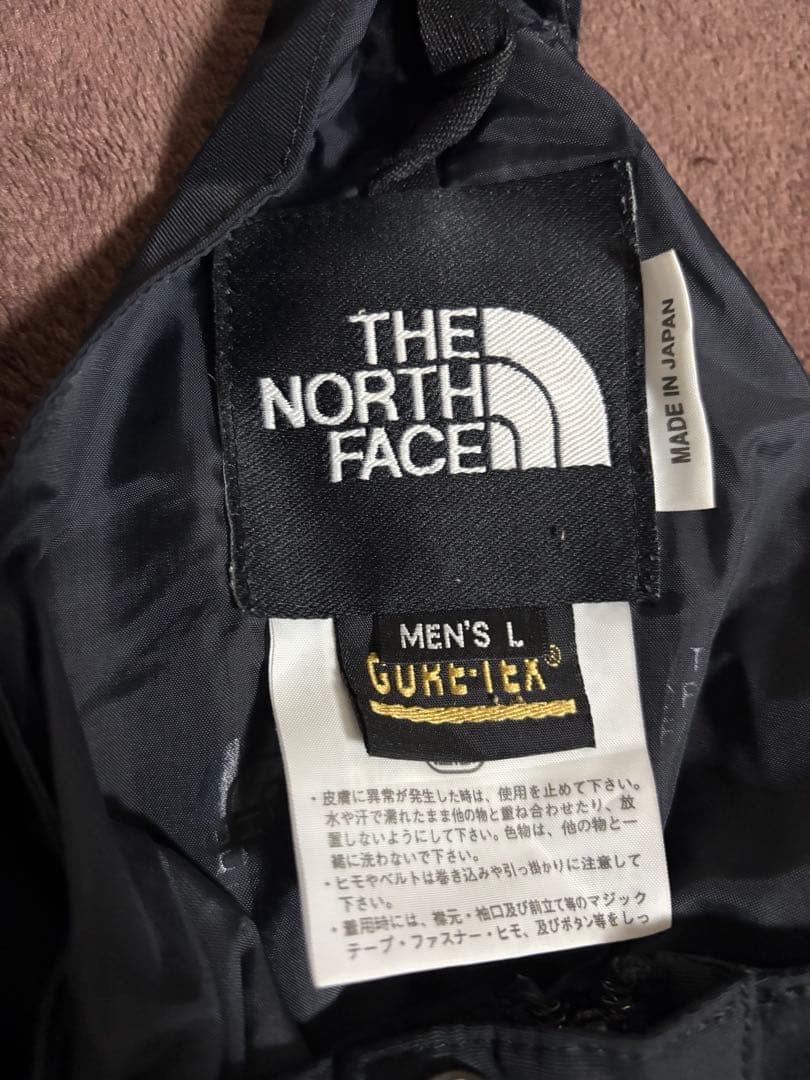 THE
NORTH
FACE
MADE IN JAPAN
MEN'S L
GORE-TEX®
・皮膚に異常が発生した時は、使用を止めて下さい。
水や汗で濡れたまま他の物と重ね合わせたり、放
置しないようにして下さい。色物は、他の物と一
緒に洗わないで下さい。
・ヒモやベルトは巻き込みや引っ掛かりに注意して
下さい。
・着用時には、襟元・袖口及び前立て等のマジック
テープ・ファスナー・ヒモ、及びボタン等をしっ